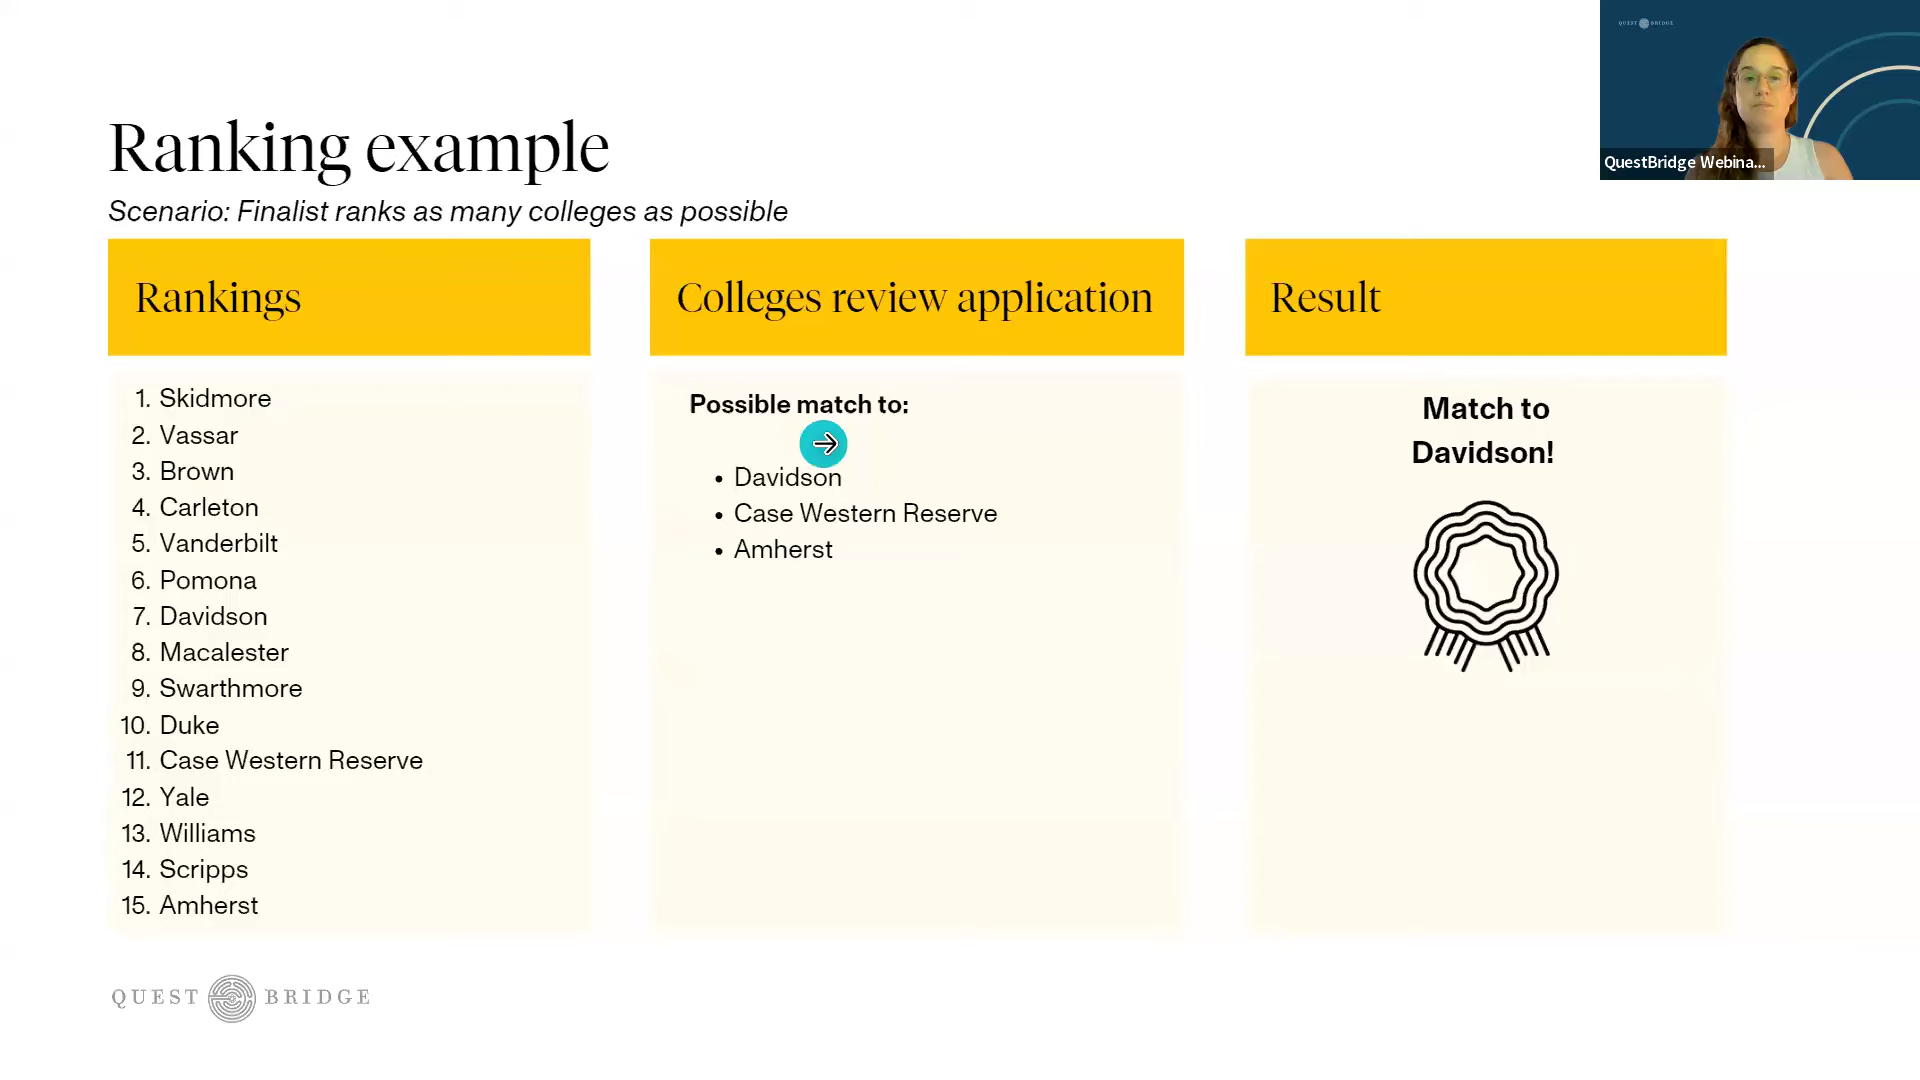 QUEST BRIDGE
QuestBridge Webina...
Ranking example
Scenario: Finalist ranks as many colleges as possible
Rankings
1. Skidmore
2. Vassar
3. Brown
4. Carleton
5. Vanderbilt
6. Pomona
7. Davidson
8. Macalester
9. Swarthmore
10. Duke
11. Case Western Reserve
12. Yale
13. Williams
14. Scripps
15. Amherst
Colleges review application
Possible match to:
• Davidson
• Case Western Reserve
• Amherst
Result
Match to
Davidson!
QUEST BRIDGE